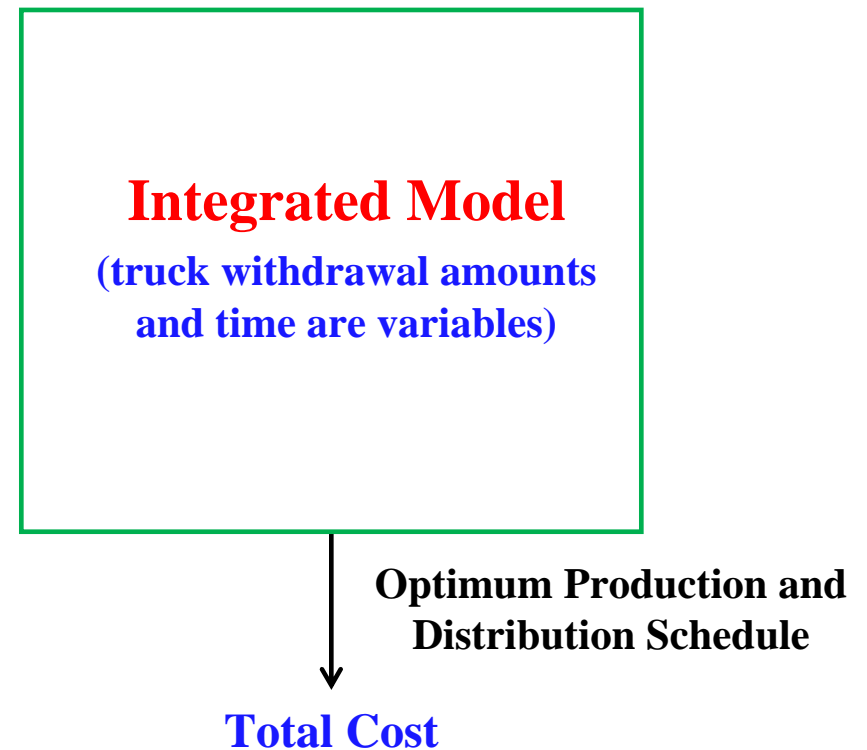 Integrated Model
(truck withdrawal amounts
and time are variables)
Optimum Production and
Distribution Schedule
Total Cost